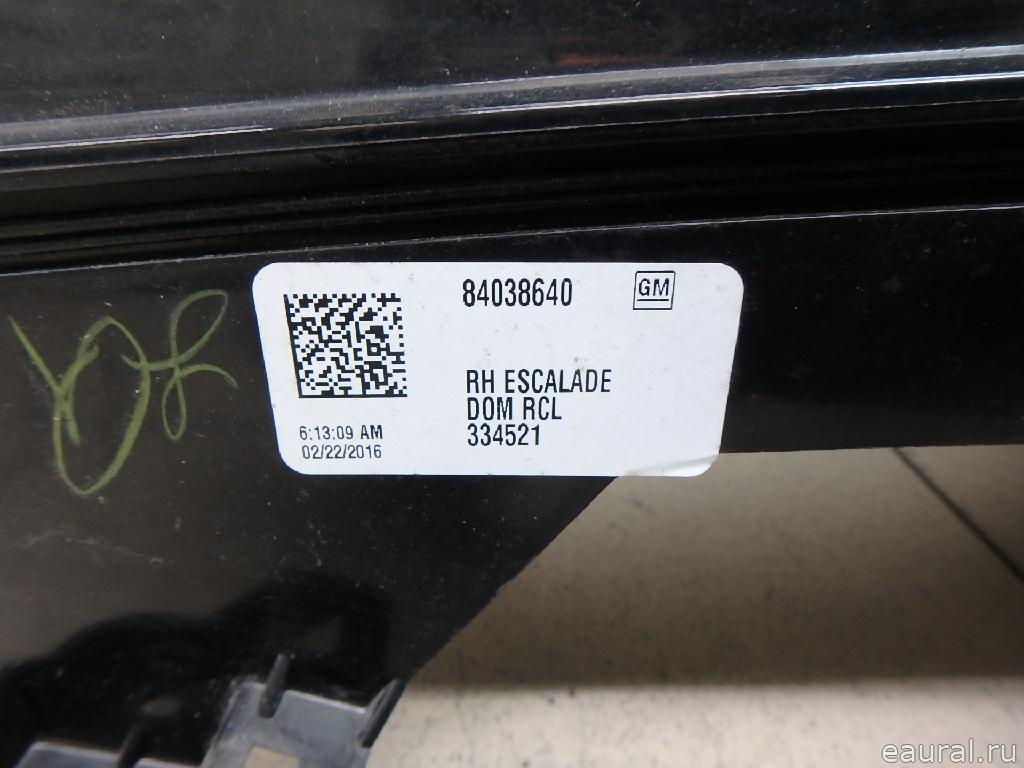 84038640 GM
RH ESCALADE
DOM RCL
334521
6:13:09 AM
02/22/2016
eaural.ru